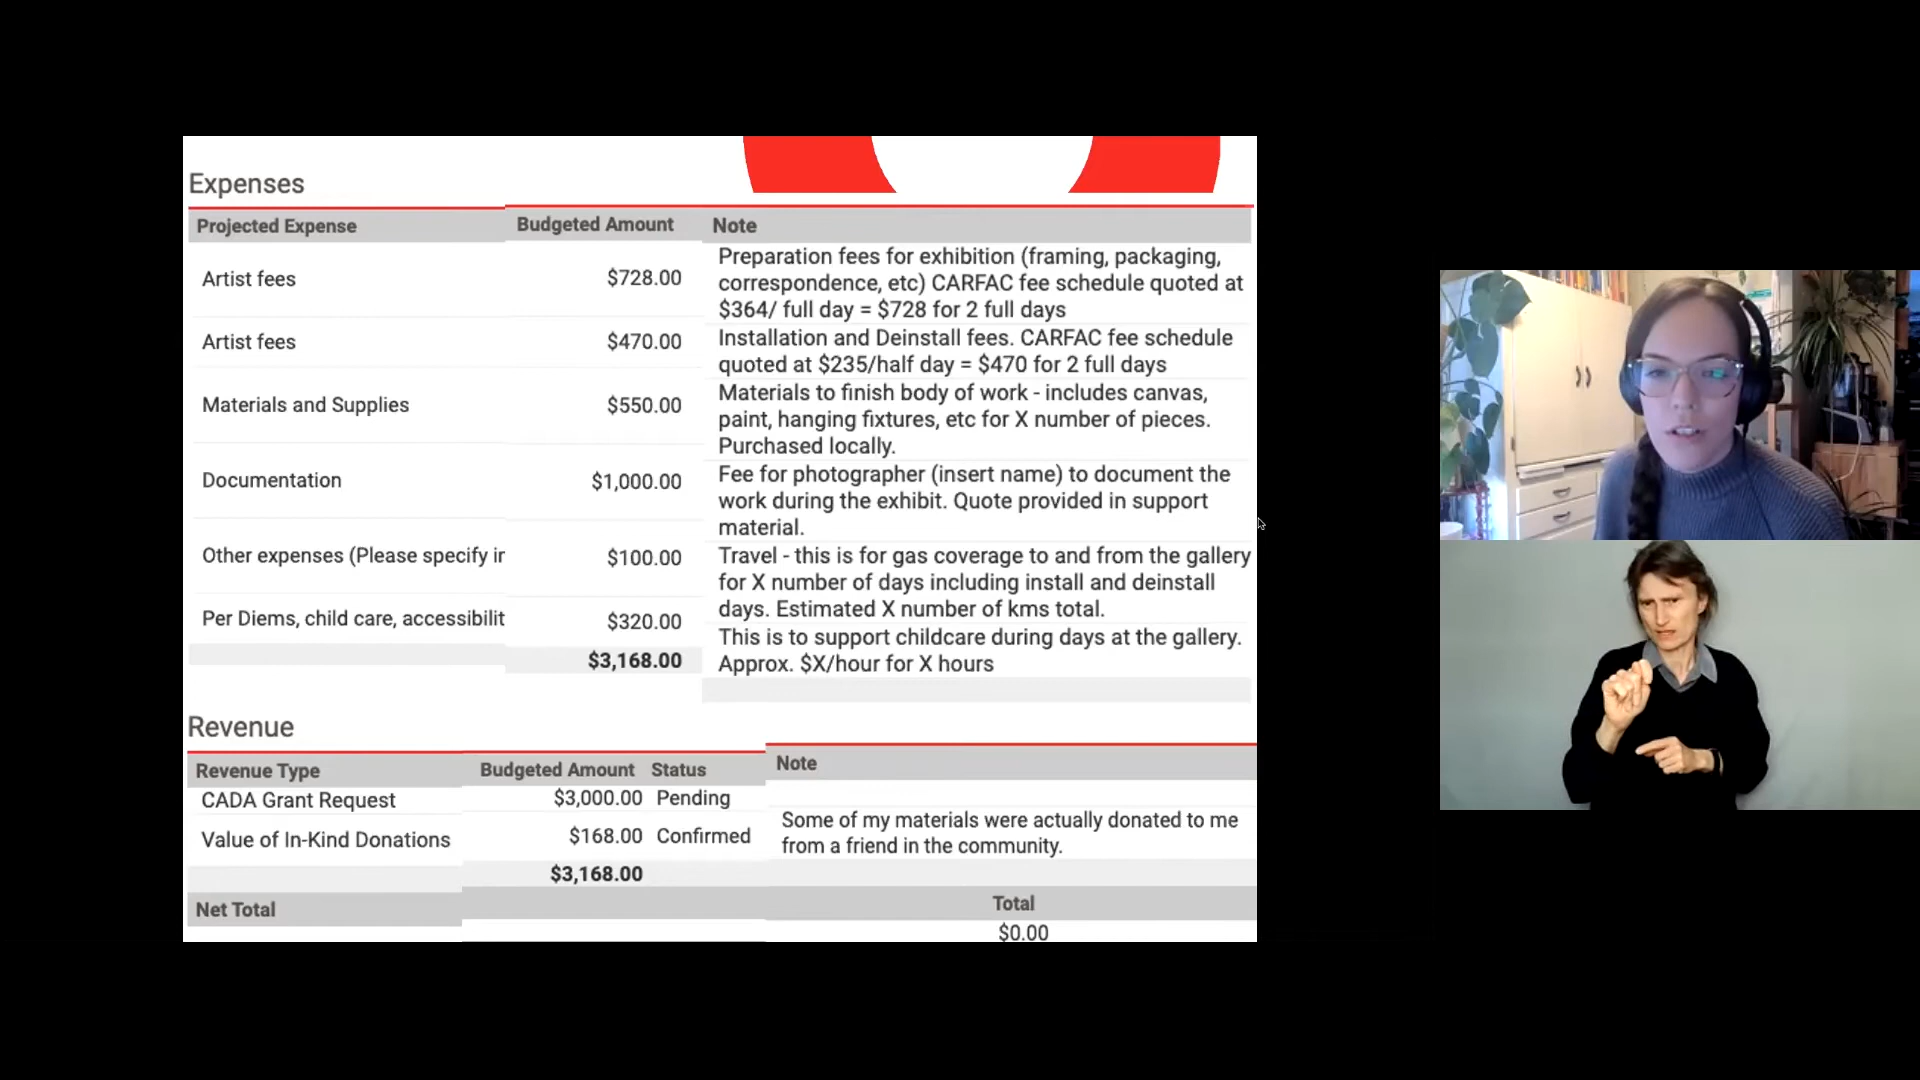 Expenses
Projected Expense Budgeted Amount Note
Artist fees $728.00 Preparation fees for exhibition (framing, packaging,
correspondence, etc) CARFAC fee schedule quoted at
$364/ full day = $728 for 2 full days
Artist fees $470.00 Installation and Deinstall fees. CARFAC fee schedule
quoted at $235/half day = $470 for 2 full days
Materials and Supplies $550.00 Materials to finish body of work - includes canvas,
paint, hanging fixtures, etc for X number of pieces.
Purchased locally.
Documentation $1,000.00 Fee for photographer (insert name) to document the
work during the exhibit. Quote provided in support
material.
Other expenses (Please specify ir $100.00 Travel - this is for gas coverage to and from the gallery
for X number of days including install and deinstall
days. Estimated X number of kms total.
Per Diems, child care, accessibilit $320.00 This is to support childcare during days at the gallery.
Approx. $X/hour for X hours
$3,168.00
Revenue
Revenue Type Budgeted Amount Status Note
CADA Grant Request $3,000.00 Pending
Value of In-Kind Donations $168.00 Confirmed Some of my materials were actually donated to me
from a friend in the community.
$3,168.00
Net Total Total
$0.00